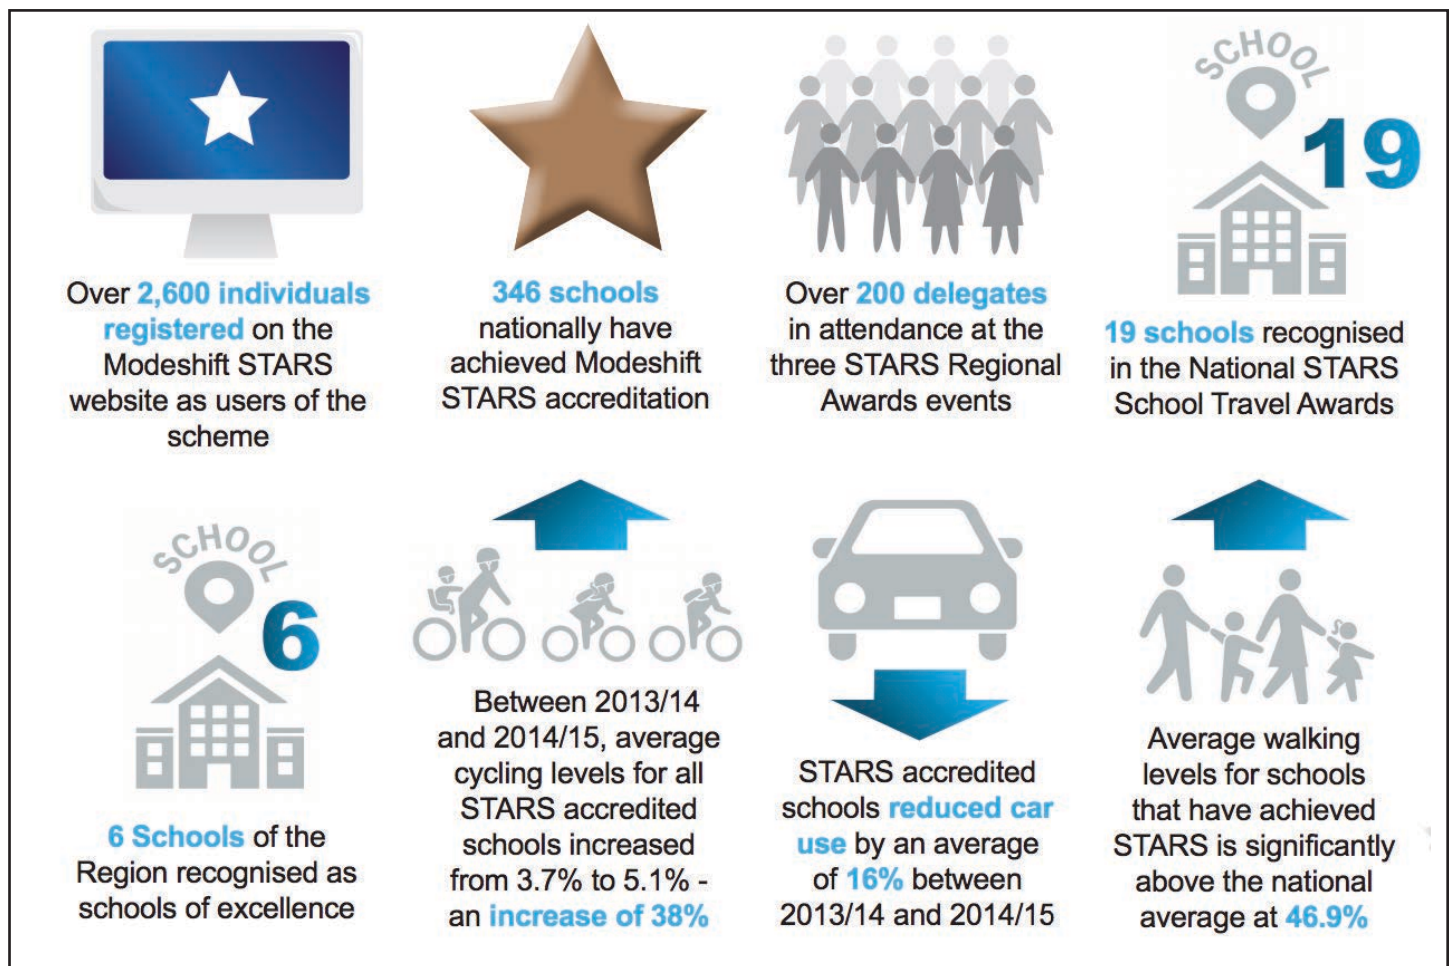 Over 2,600 individuals
registered on the
Modeshift STARS
website as users of the
scheme
346 schools
nationally have
achieved Modeshift
STARS accreditation
Over 200 delegates
in attendance at the
three STARS Regional
Awards events
SCHOOL
19
19 schools recognised
in the National STARS
School Travel Awards
SCHOOL
6
6 Schools of the
Region recognised as
schools of excellence
Between 2013/14
and 2014/15, average
cycling levels for all
STARS accredited
schools increased
from 3.7% to 5.1% -
an increase of 38%
STARS accredited
schools reduced car
use by an average
of 16% between
2013/14 and 2014/15
Average walking
levels for schools
that have achieved
STARS is significantly
above the national
average at 46.9%